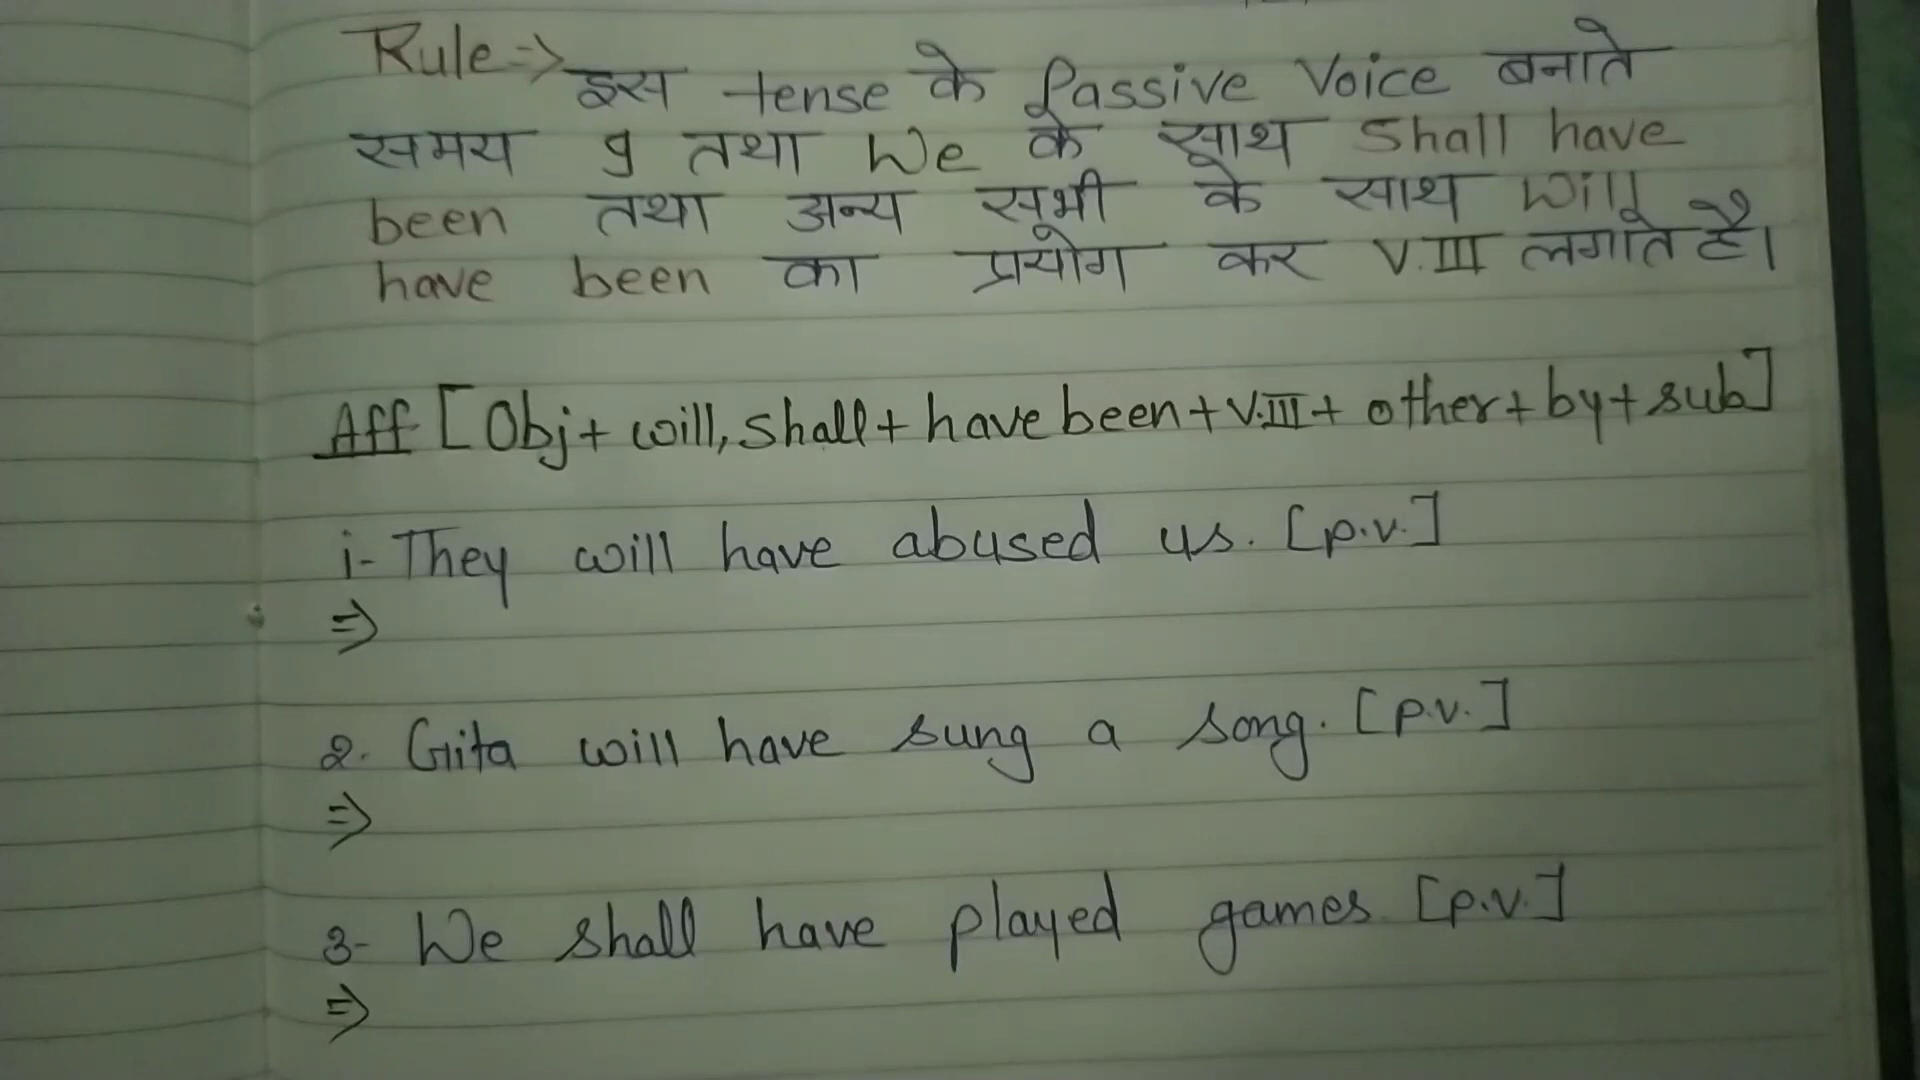 Rule => इस tense के Passive Voice बनाते
समय I तथा We के साथ Shall have
been तथा अन्य सभी के साथ Will
have been का प्रयोग कर V.III लगाते है।
Aff [Obj + will, shall + have been + V.III + other + by + sub]
i- They will have abused us. [p.v.]
=>
2. Gita will have sung a song. [p.v.]
=>
3- We shall have played games [p.v.]
=>